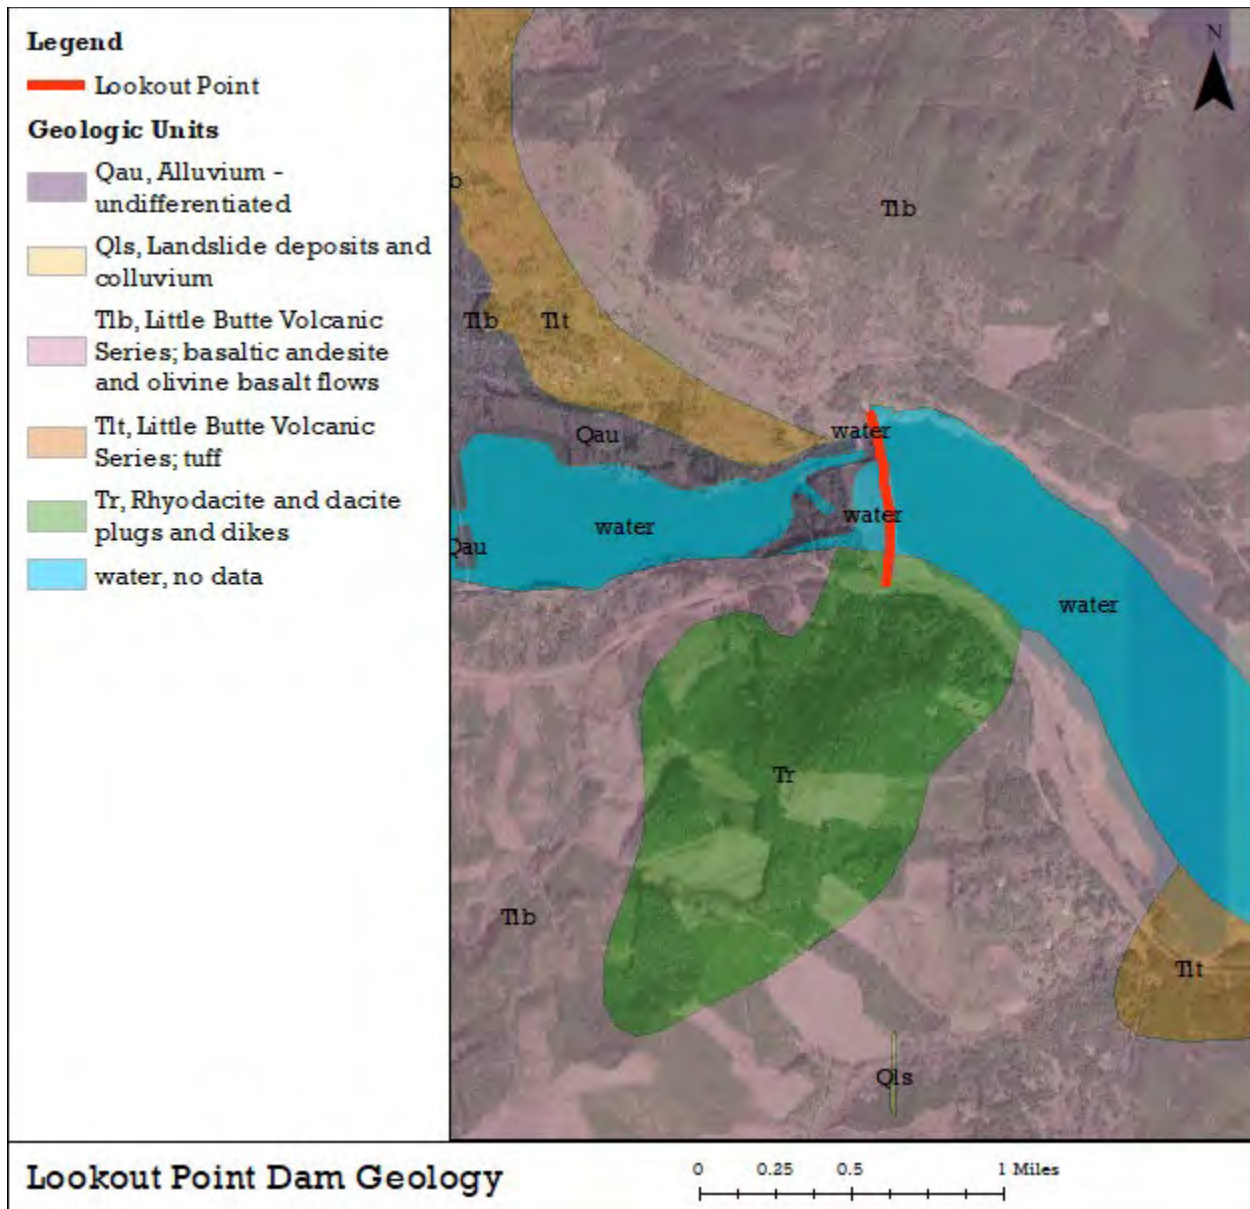 Legend
Lookout Point
Geologic Units
Qau, Alluvium -
undifferentiated
Qls, Landslide deposits and
colluvium
Tlb, Little Butte Volcanic
Series; basaltic andesite
and olivine basalt flows
Tlt, Little Butte Volcanic
Series; tuff
Tr, Rhyodacite and dacite
plugs and dikes
water, no data
N
b
Tlb
Tlb
Tlt
Qau
water
water
water
Qau
water
Tr
Tlb
Tlt
Qls
Lookout Point Dam Geology
0 0.25 0.5 1 Miles